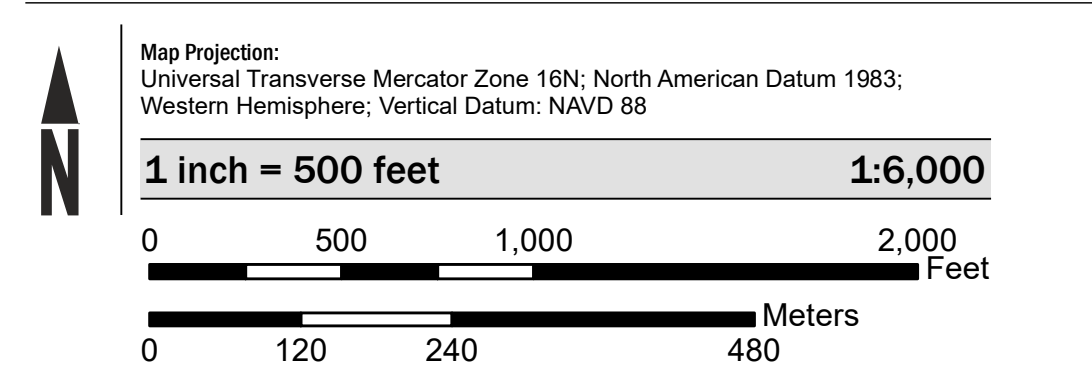 N
Map Projection:
Universal Transverse Mercator Zone 16N; North American Datum 1983;
Western Hemisphere; Vertical Datum: NAVD 88
1 inch = 500 feet 1:6,000
0 500 1,000 2,000
Feet
Meters
0 120 240 480